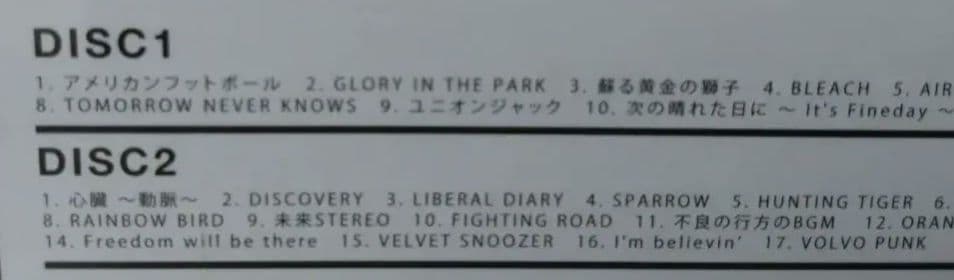 DISC1
1. アメリカンフットボール 2. GLORY IN THE PARK 3. 蘇る黄金の獅子 4. BLEACH 5. AIR
8. TOMORROW NEVER KNOWS 9. ユニオンジャック 10. 次の晴れた日に ～ It's Fineday ～
DISC2
1. 心臓 ～動脈～ 2. DISCOVERY 3. LIBERAL DIARY 4. SPARROW 5. HUNTING TIGER 6.
8. RAINBOW BIRD 9. 未来STEREO 10. FIGHTING ROAD 11. 不良の行方のBGM 12. ORAN
14. Freedom will be there 15. VELVET SNOOZER 16. I'm believin' 17. VOLVO PUNK